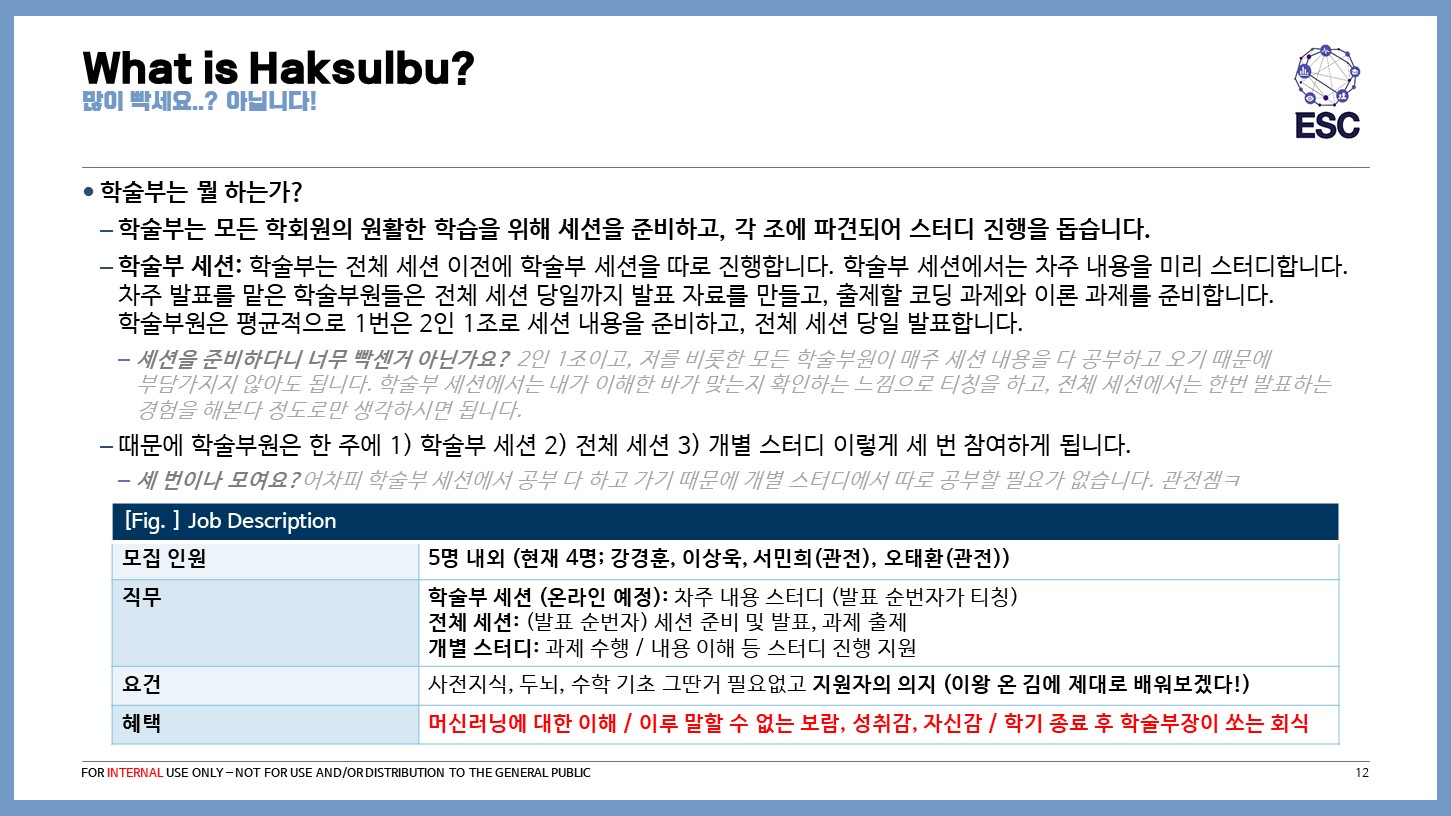 What is Haksulbu?
많이 빡세요..? 아닙니다!
ESC
• 학술부는 뭘 하는가?
– 학술부는 모든 학회원의 원활한 학습을 위해 세션을 준비하고, 각 조에 파견되어 스터디 진행을 돕습니다.
– 학술부 세션: 학술부는 전체 세션 이전에 학술부 세션을 따로 진행합니다. 학술부 세션에서는 차주 내용을 미리 스터디합니다.
차주 발표를 맡은 학술부원들은 전체 세션 당일까지 발표 자료를 만들고, 출제할 코딩 과제와 이론 과제를 준비합니다.
학술부원은 평균적으로 1번은 2인 1조로 세션 내용을 준비하고, 전체 세션 당일 발표합니다.
– 세션을 준비하다니 너무 빡센거 아닌가요? 2인 1조이고, 저를 비롯한 모든 학술부원이 매주 세션 내용을 다 공부하고 오기 때문에
부담가지지 않아도 됩니다. 학술부 세션에서는 내가 이해한 바가 맞는지 확인하는 느낌으로 티칭을 하고, 전체 세션에서는 한번 발표하는
경험을 해본다 정도로만 생각하시면 됩니다.
– 때문에 학술부원은 한 주에 1) 학술부 세션 2) 전체 세션 3) 개별 스터디 이렇게 세 번 참여하게 됩니다.
– 세 번이나 모여요? 어차피 학술부 세션에서 공부 다 하고 가기 때문에 개별 스터디에서 따로 공부할 필요가 없습니다. 관전잼ㅋ
[Fig. ] Job Description
모집 인원 5명 내외 (현재 4명; 강경훈, 이상욱, 서민희(관전), 오태환(관전))
직무 학술부 세션 (온라인 예정): 차주 내용 스터디 (발표 순번자가 티칭)
전체 세션: (발표 순번자) 세션 준비 및 발표, 과제 출제
개별 스터디: 과제 수행 / 내용 이해 등 스터디 진행 지원
요건 사전지식, 두뇌, 수학 기초 그딴거 필요없고 지원자의 의지 (이왕 온 김에 제대로 배워보겠다!)
혜택 머신러닝에 대한 이해 / 이루 말할 수 없는 보람, 성취감, 자신감 / 학기 종료 후 학술부장이 쏘는 회식
FOR INTERNAL USE ONLY – NOT FOR USE AND/OR DISTRIBUTION TO THE GENERAL PUBLIC 12